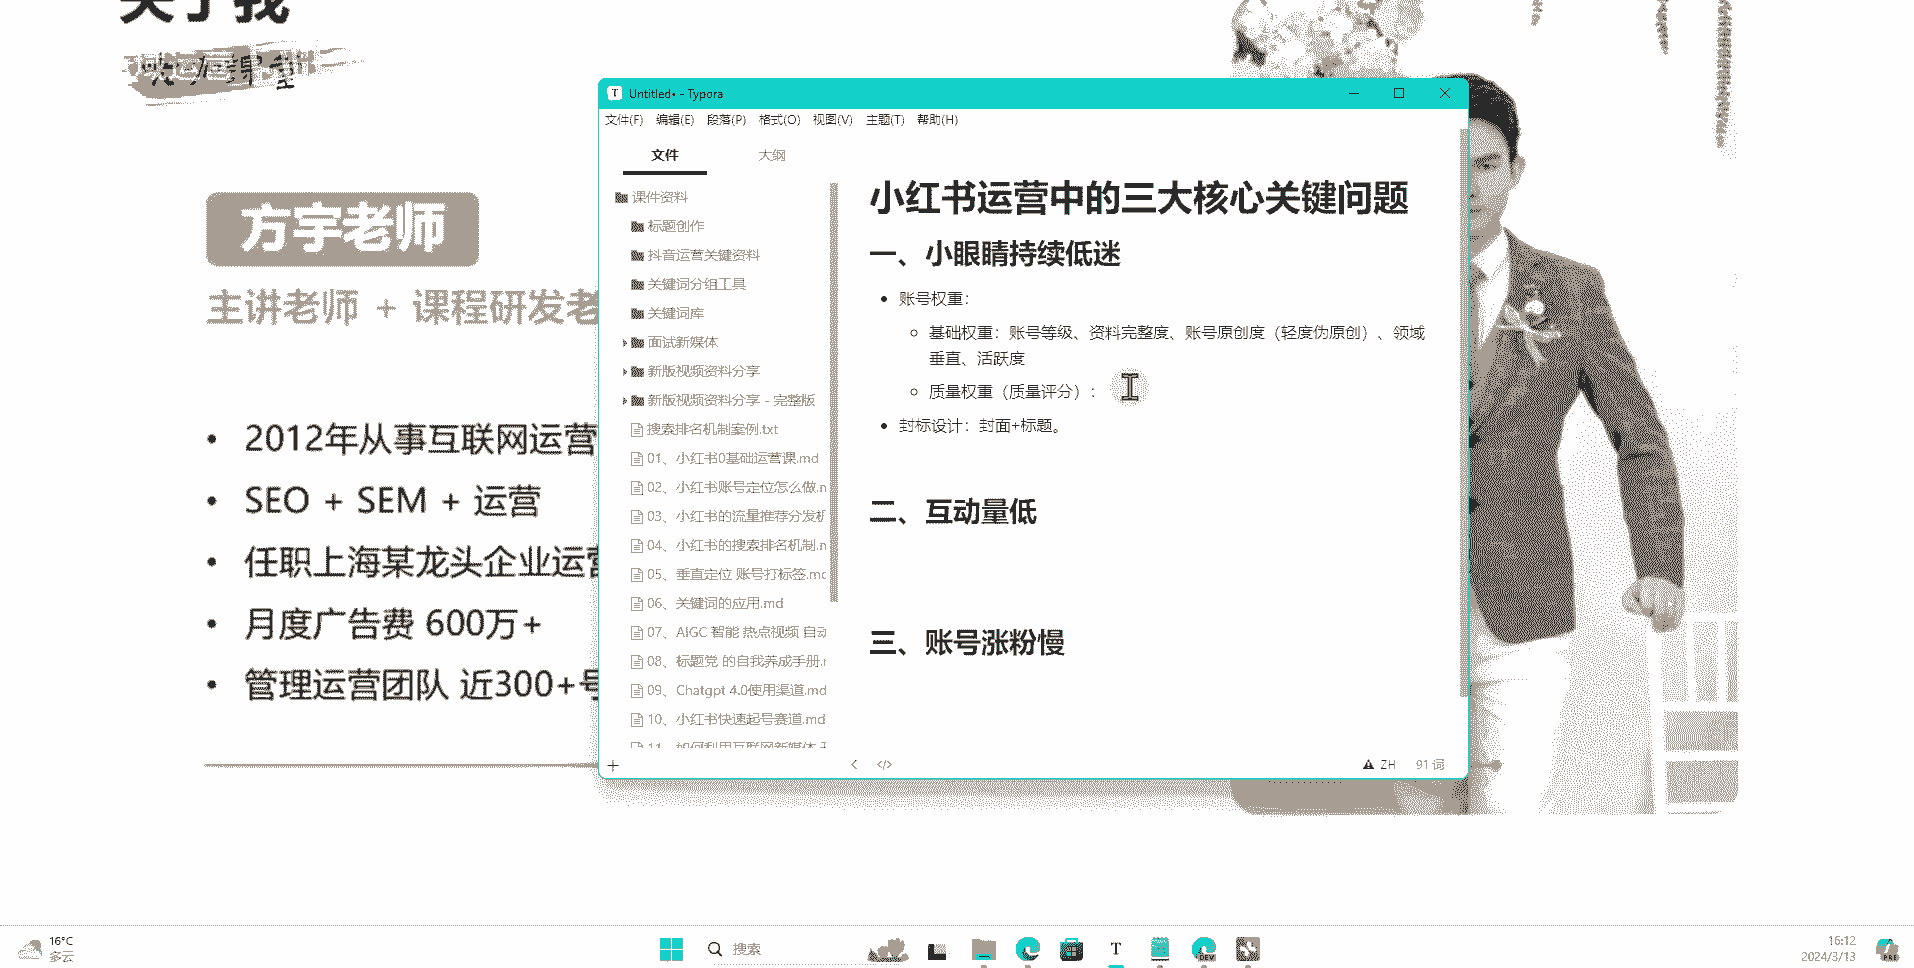 关于我
方宇老师
主讲老师 + 课程研发老
• 2012年从事互联网运营
• SEO + SEM + 运营
• 任职上海某龙头企业运营
• 月度广告费 600万+
• 管理运营团队 近300+号
Untitled• - Typora
文件(F) 编辑(E) 段落(P) 格式(O) 视图(V) 主题(T) 帮助(H)
文件 大纲
课件资料
标题创作
抖音运营关键资料
关键词分组工具
关键词库
面试新媒体
新版视频资料分享
新版视频资料分享 - 完整版
搜索排名机制案例.txt
01、小红书0基础运营课.md
02、小红书账号定位怎么做.n
03、小红书的流量推荐分发机
04、小红书的搜索排名机制.n
05、垂直定位 账号打标签.mc
06、关键词的应用.md
07、AIGC 智能 热点视频 自动
08、标题党 的自我养成手册.r
09、Chatgpt 4.0使用渠道.md
10、小红书快速起号赛道.md
11、如何利用互联网新媒体
小红书运营中的三大核心关键问题
一、小眼睛持续低迷
• 账号权重：
基础权重：账号等级、资料完整度、账号原创度（轻度伪原创）、领域
垂直、活跃度
质量权重（质量评分）：
• 封标设计：封面+标题。
二、互动量低
三、账号涨粉慢
ZH 91 词
16°C
多云
搜索
DEV
16:12
2024/3/13
PRE